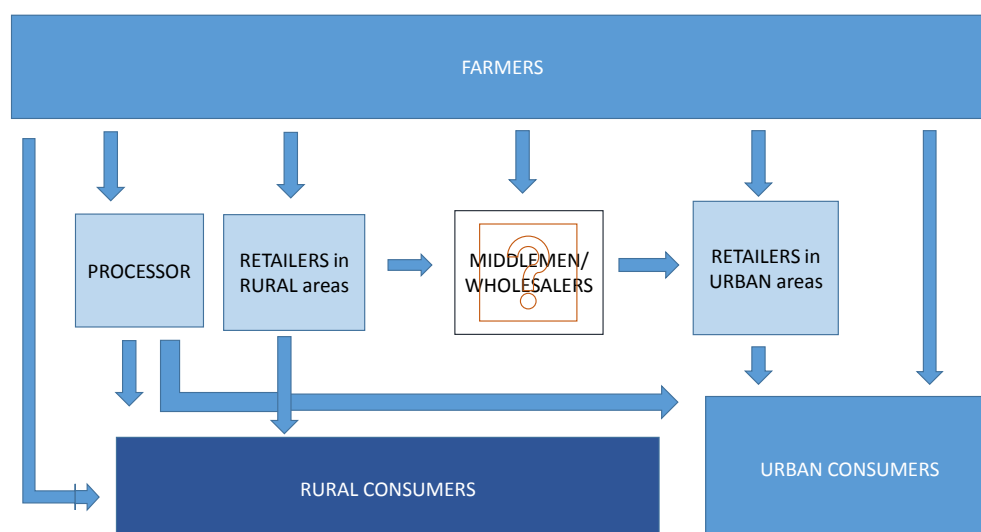 FARMERS
PROCESSOR
RETAILERS in
RURAL areas
MIDDLEMEN/
WHOLESALERS
?
RETAILERS in
URBAN areas
RURAL CONSUMERS
URBAN CONSUMERS